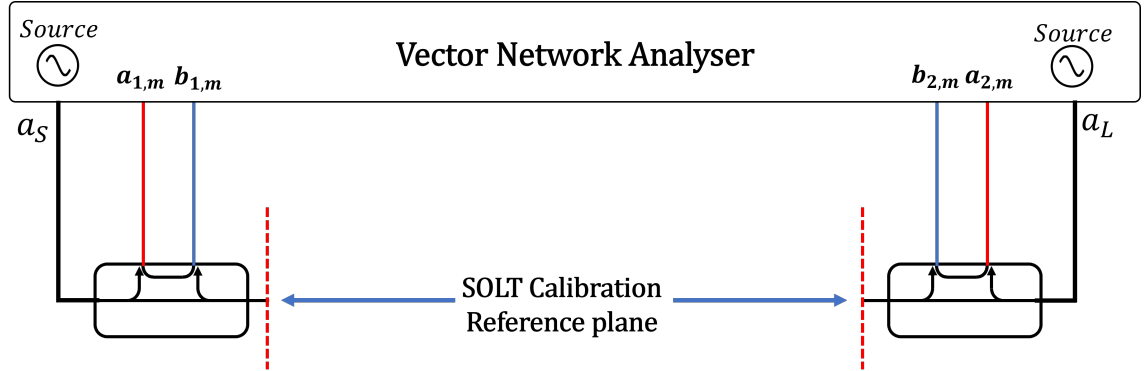 Source
Vector Network Analyser
Source
a1,m b1,m
b2,m a2,m
aS
aL
SOLT Calibration
Reference plane